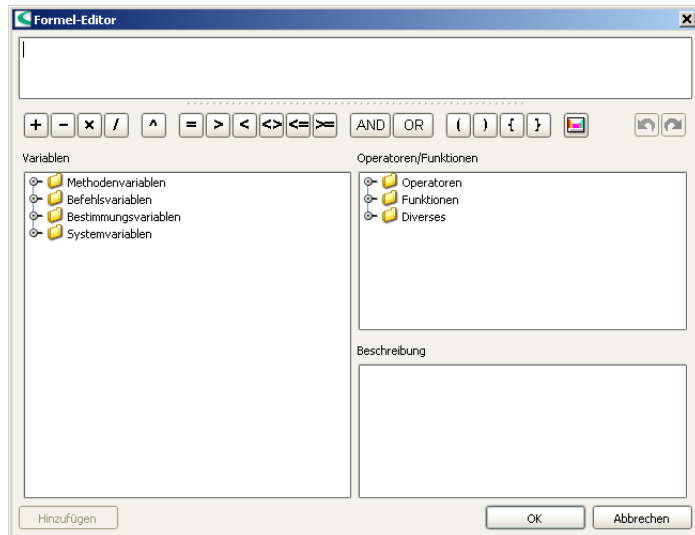 Formel-Editor
+ − × / ^ = > < <> <= >= AND OR ( ) { }
Variablen
Methodenvariablen
Befehlsvariablen
Bestimmungsvariablen
Systemvariablen
Operatoren/Funktionen
Operatoren
Funktionen
Diverses
Beschreibung
Hinzufügen
OK
Abbrechen